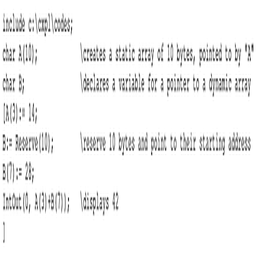 include c:\cxpl\codes;
char A(10); \creates a static array of 10 bytes, pointed to by "A"
char B; \declares a variable for a pointer to a dynamic array
[A(3):= 14;
B:= Reserve(10); \reserve 10 bytes and point to their starting address
B(7):= 28;
IntOut(0, A(3)+B(7)); \displays 42
]